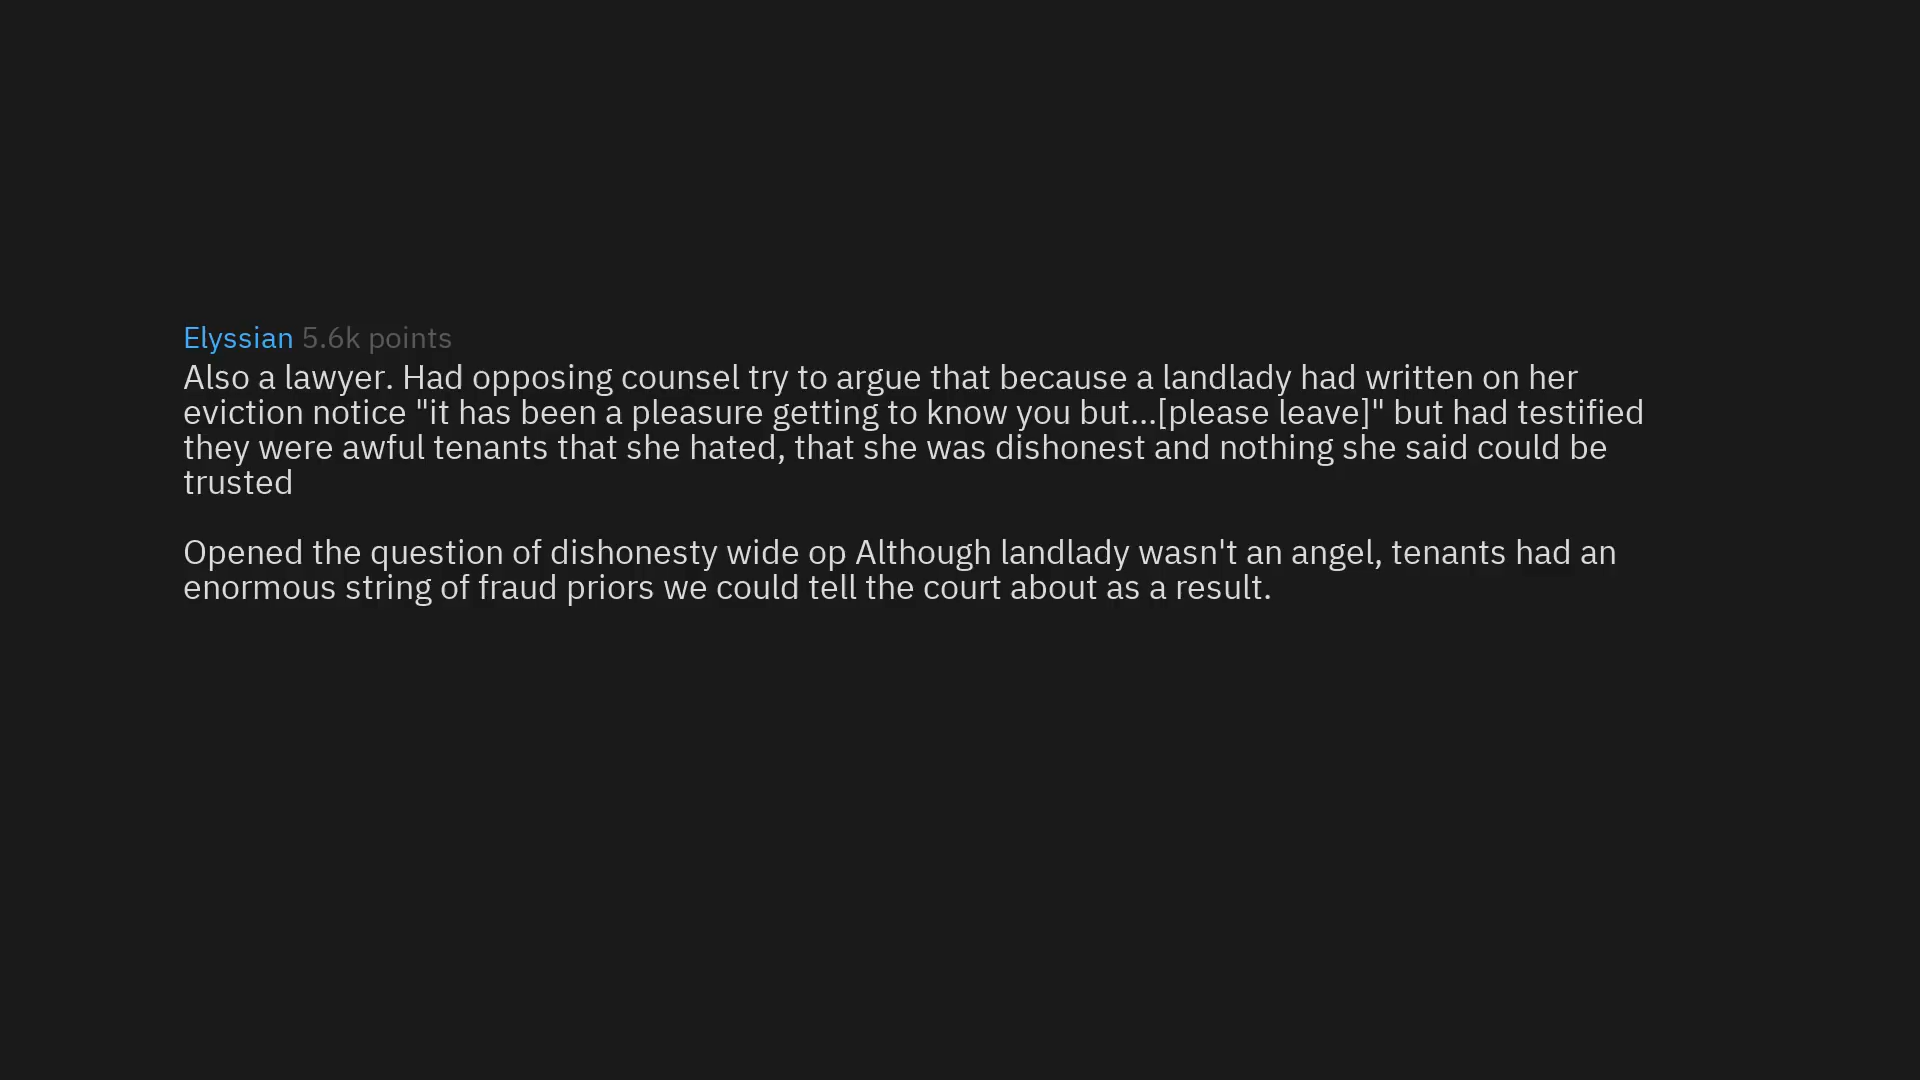 Elyssian 5.6k points
Also a lawyer. Had opposing counsel try to argue that because a landlady had written on her
eviction notice "it has been a pleasure getting to know you but...[please leave]" but had testified
they were awful tenants that she hated, that she was dishonest and nothing she said could be
trusted
Opened the question of dishonesty wide op Although landlady wasn't an angel, tenants had an
enormous string of fraud priors we could tell the court about as a result.